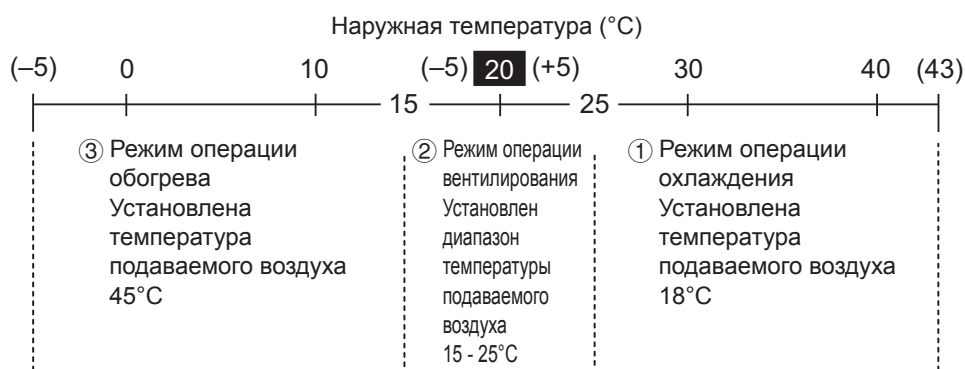 Наружная температура (°C)
(–5) 0 10 (–5) 20 (+5) 30 40 (43)
15 25
③ Режим операции
обогрева
Установлена
температура
подаваемого воздуха
45°C
② Режим операции
вентилирования
Установлен
диапазон
температуры
подаваемого
воздуха
15 - 25°C
① Режим операции
охлаждения
Установлена
температура
подаваемого воздуха
18°C